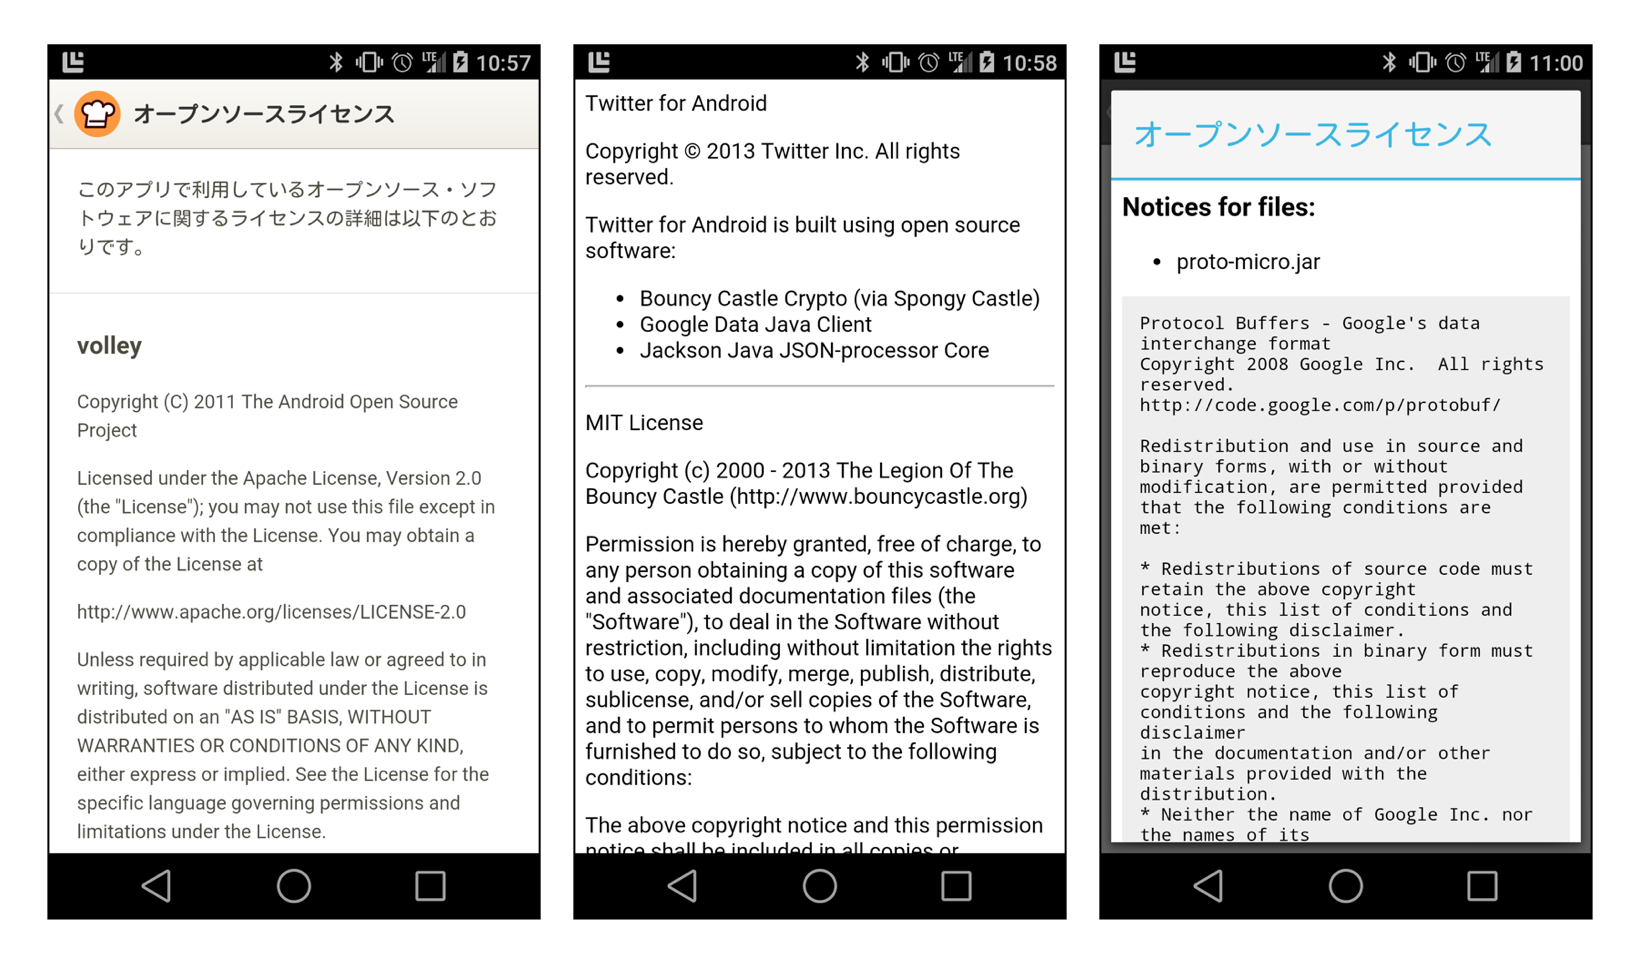 LTE 10:57
オープンソースライセンス
このアプリで利用しているオープンソース・ソフ
トウェアに関するライセンスの詳細は以下のとお
りです。
volley
Copyright (C) 2011 The Android Open Source
Project
Licensed under the Apache License, Version 2.0
(the "License"); you may not use this file except in
compliance with the License. You may obtain a
copy of the License at
http://www.apache.org/licenses/LICENSE-2.0
Unless required by applicable law or agreed to in
writing, software distributed under the License is
distributed on an "AS IS" BASIS, WITHOUT
WARRANTIES OR CONDITIONS OF ANY KIND,
either express or implied. See the License for the
specific language governing permissions and
limitations under the License.
LTE 10:58
Twitter for Android
Copyright © 2013 Twitter Inc. All rights
reserved.
Twitter for Android is built using open source
software:
• Bouncy Castle Crypto (via Spongy Castle)
• Google Data Java Client
• Jackson Java JSON-processor Core
MIT License
Copyright (c) 2000 - 2013 The Legion Of The
Bouncy Castle (http://www.bouncycastle.org)
Permission is hereby granted, free of charge, to
any person obtaining a copy of this software
and associated documentation files (the
"Software"), to deal in the Software without
restriction, including without limitation the rights
to use, copy, modify, merge, publish, distribute,
sublicense, and/or sell copies of the Software,
and to permit persons to whom the Software is
furnished to do so, subject to the following
conditions:
The above copyright notice and this permission
notice shall be included in all copies or
LTE 11:00
オープンソースライセンス
Notices for files:
• proto-micro.jar
Protocol Buffers - Google's data
interchange format
Copyright 2008 Google Inc.  All rights
reserved.
http://code.google.com/p/protobuf/
Redistribution and use in source and
binary forms, with or without
modification, are permitted provided
that the following conditions are
met:
* Redistributions of source code must
retain the above copyright
notice, this list of conditions and
the following disclaimer.
* Redistributions in binary form must
reproduce the above
copyright notice, this list of
conditions and the following
disclaimer
in the documentation and/or other
materials provided with the
distribution.
* Neither the name of Google Inc. nor
the names of its